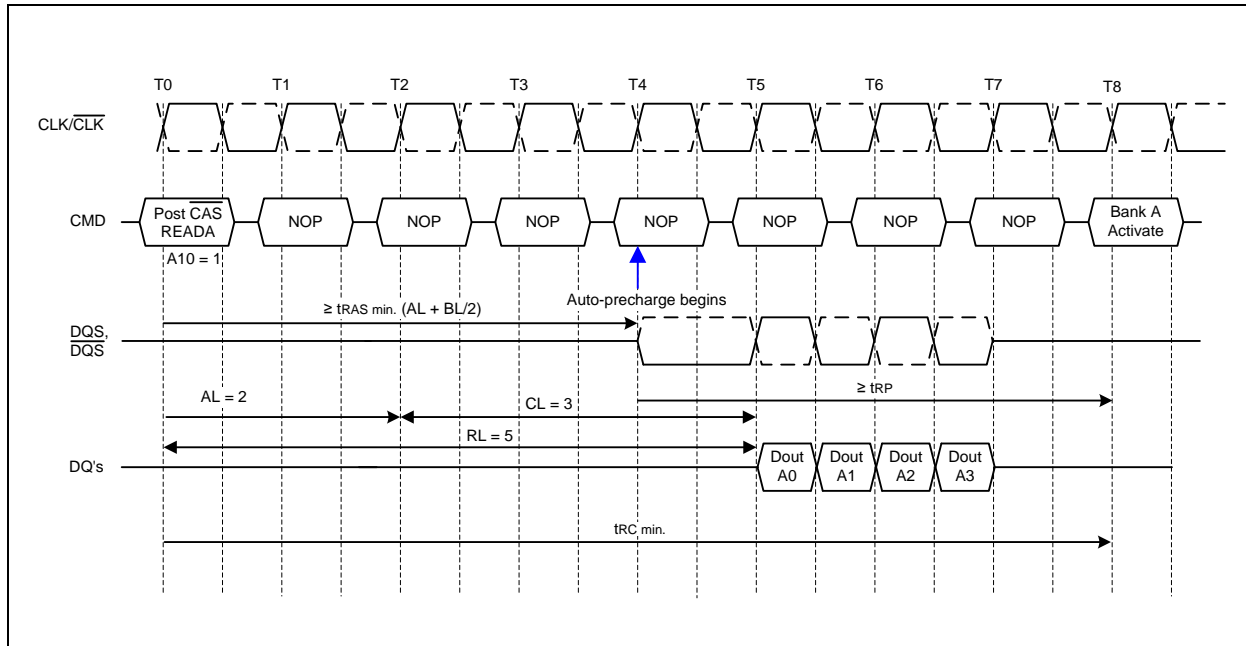 T0 T1 T2 T3 T4 T5 T6 T7 T8
CLK/CLK
CMD
Post CAS
READA
NOP NOP NOP NOP NOP NOP NOP
Bank A
Activate
A10 = 1
Auto-precharge begins
≥ tRAS min. (AL + BL/2)
DQS,
DQS
≥ tRP
AL = 2
CL = 3
RL = 5
DQ's
Dout
A0
Dout
A1
Dout
A2
Dout
A3
tRC min.